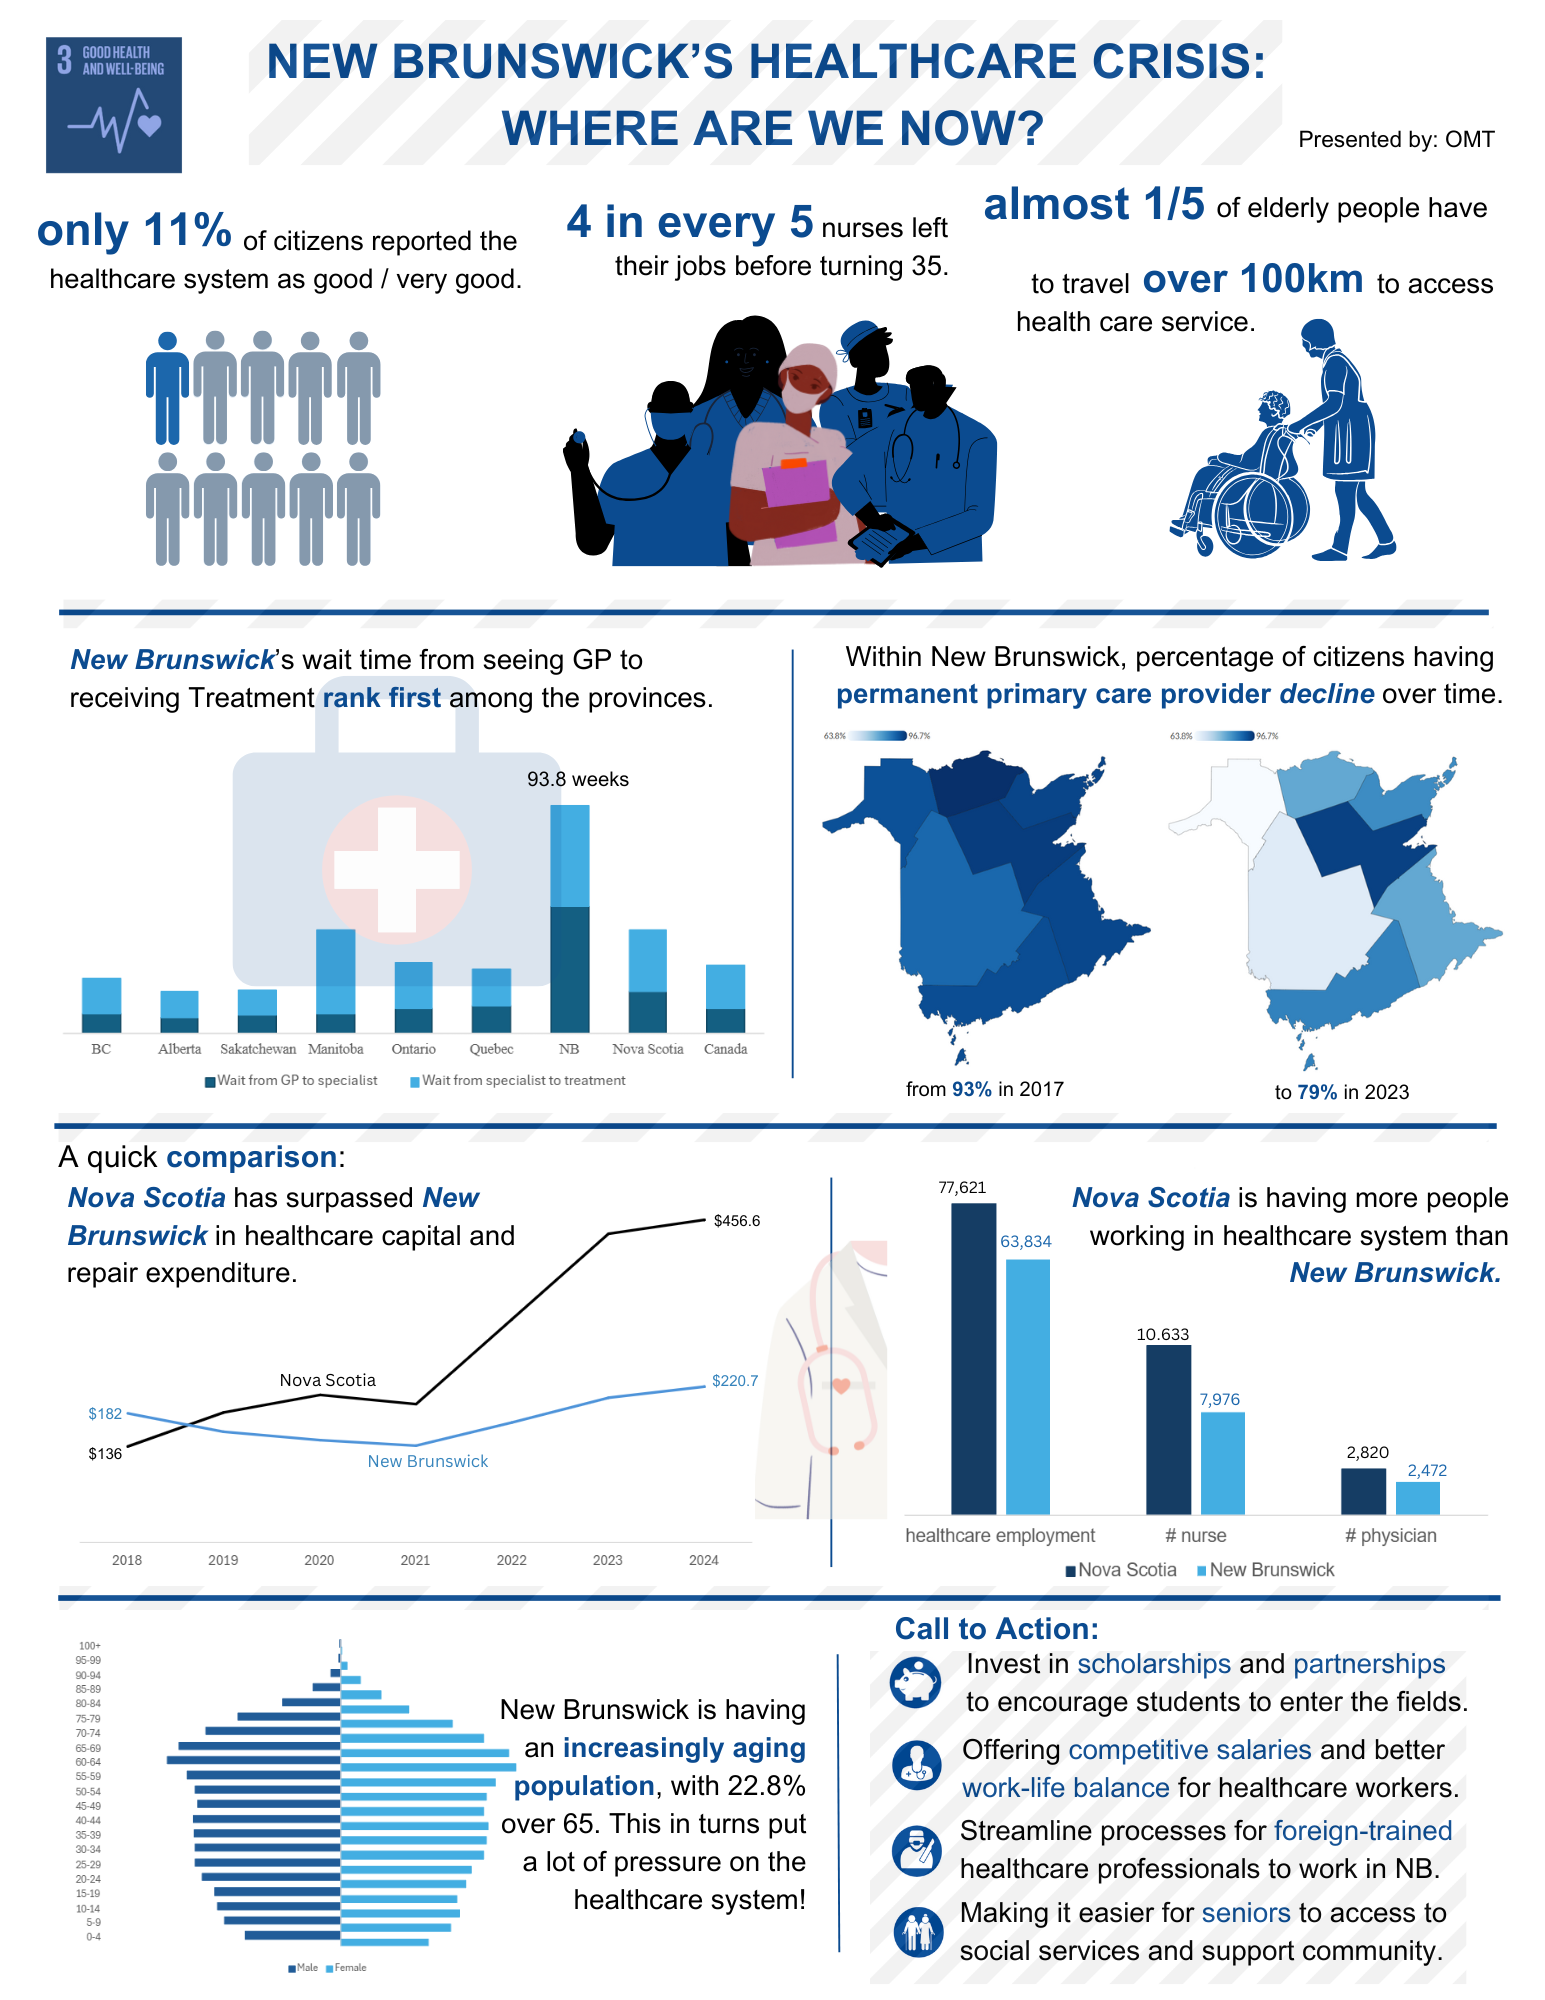 3 GOOD HEALTH
AND WELL-BEING
NEW BRUNSWICK'S HEALTHCARE CRISIS:
WHERE ARE WE NOW?
Presented by: OMT
only 11% of citizens reported the
healthcare system as good / very good.
4 in every 5 nurses left
their jobs before turning 35.
almost 1/5 of elderly people have
to travel over 100km to access
health care service.
New Brunswick's wait time from seeing GP to
receiving Treatment rank first among the provinces.
93.8 weeks
BC Alberta Sakatchewan Manitoba Ontario Quebec NB Nova Scotia Canada
Wait from GP to specialist Wait from specialist to treatment
Within New Brunswick, percentage of citizens having
permanent primary care provider decline over time.
63.8% 96.7%
63.8% 96.7%
from 93% in 2017
to 79% in 2023
A quick comparison:
Nova Scotia has surpassed New
Brunswick in healthcare capital and
repair expenditure.
$456.6
Nova Scotia
$220.7
$182
$136
New Brunswick
2018 2019 2020 2021 2022 2023 2024
Nova Scotia is having more people
working in healthcare system than
New Brunswick.
77,621
63,834
10.633
7,976
2,820
2,472
healthcare employment # nurse # physician
Nova Scotia New Brunswick
100+
95-99
90-94
85-89
80-84
75-79
70-74
65-69
60-64
55-59
50-54
45-49
40-44
35-39
30-34
25-29
20-24
15-19
10-14
5-9
0-4
Male Female
New Brunswick is having
an increasingly aging
population, with 22.8%
over 65. This in turns put
a lot of pressure on the
healthcare system!
Call to Action:
Invest in scholarships and partnerships
to encourage students to enter the fields.
Offering competitive salaries and better
work-life balance for healthcare workers.
Streamline processes for foreign-trained
healthcare professionals to work in NB.
Making it easier for seniors to access to
social services and support community.